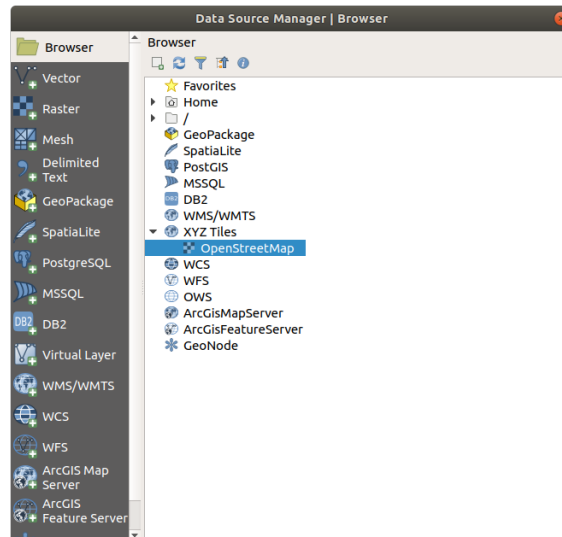 Data Source Manager | Browser
Browser
Vector
Raster
Mesh
Delimited
Text
GeoPackage
SpatiaLite
PostgreSQL
MSSQL
DB2
DB2
Virtual Layer
WMS/WMTS
WCS
WFS
ArcGIS Map
Server
ArcGIS
Feature Server
Browser
Favorites
Home
/
GeoPackage
SpatiaLite
PostGIS
MSSQL
DB2
DB2
WMS/WMTS
XYZ Tiles
OpenStreetMap
WCS
WFS
OWS
ArcGisMapServer
ArcGisFeatureServer
GeoNode